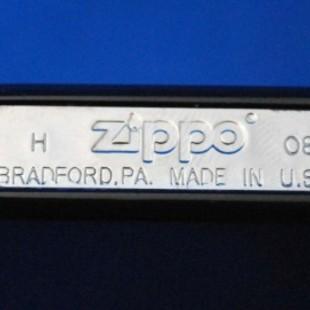 H Zippo 08
BRADFORD, PA. MADE IN U.S